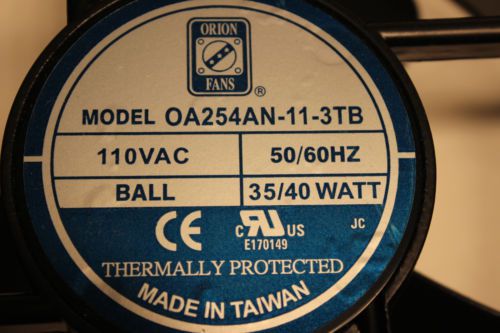 ORION
FANS
®
MODEL OA254AN-11-3TB
110VAC 50/60HZ
BALL 35/40 WATT
CE C RU US JC
E170149
THERMALLY PROTECTED
MADE IN TAIWAN